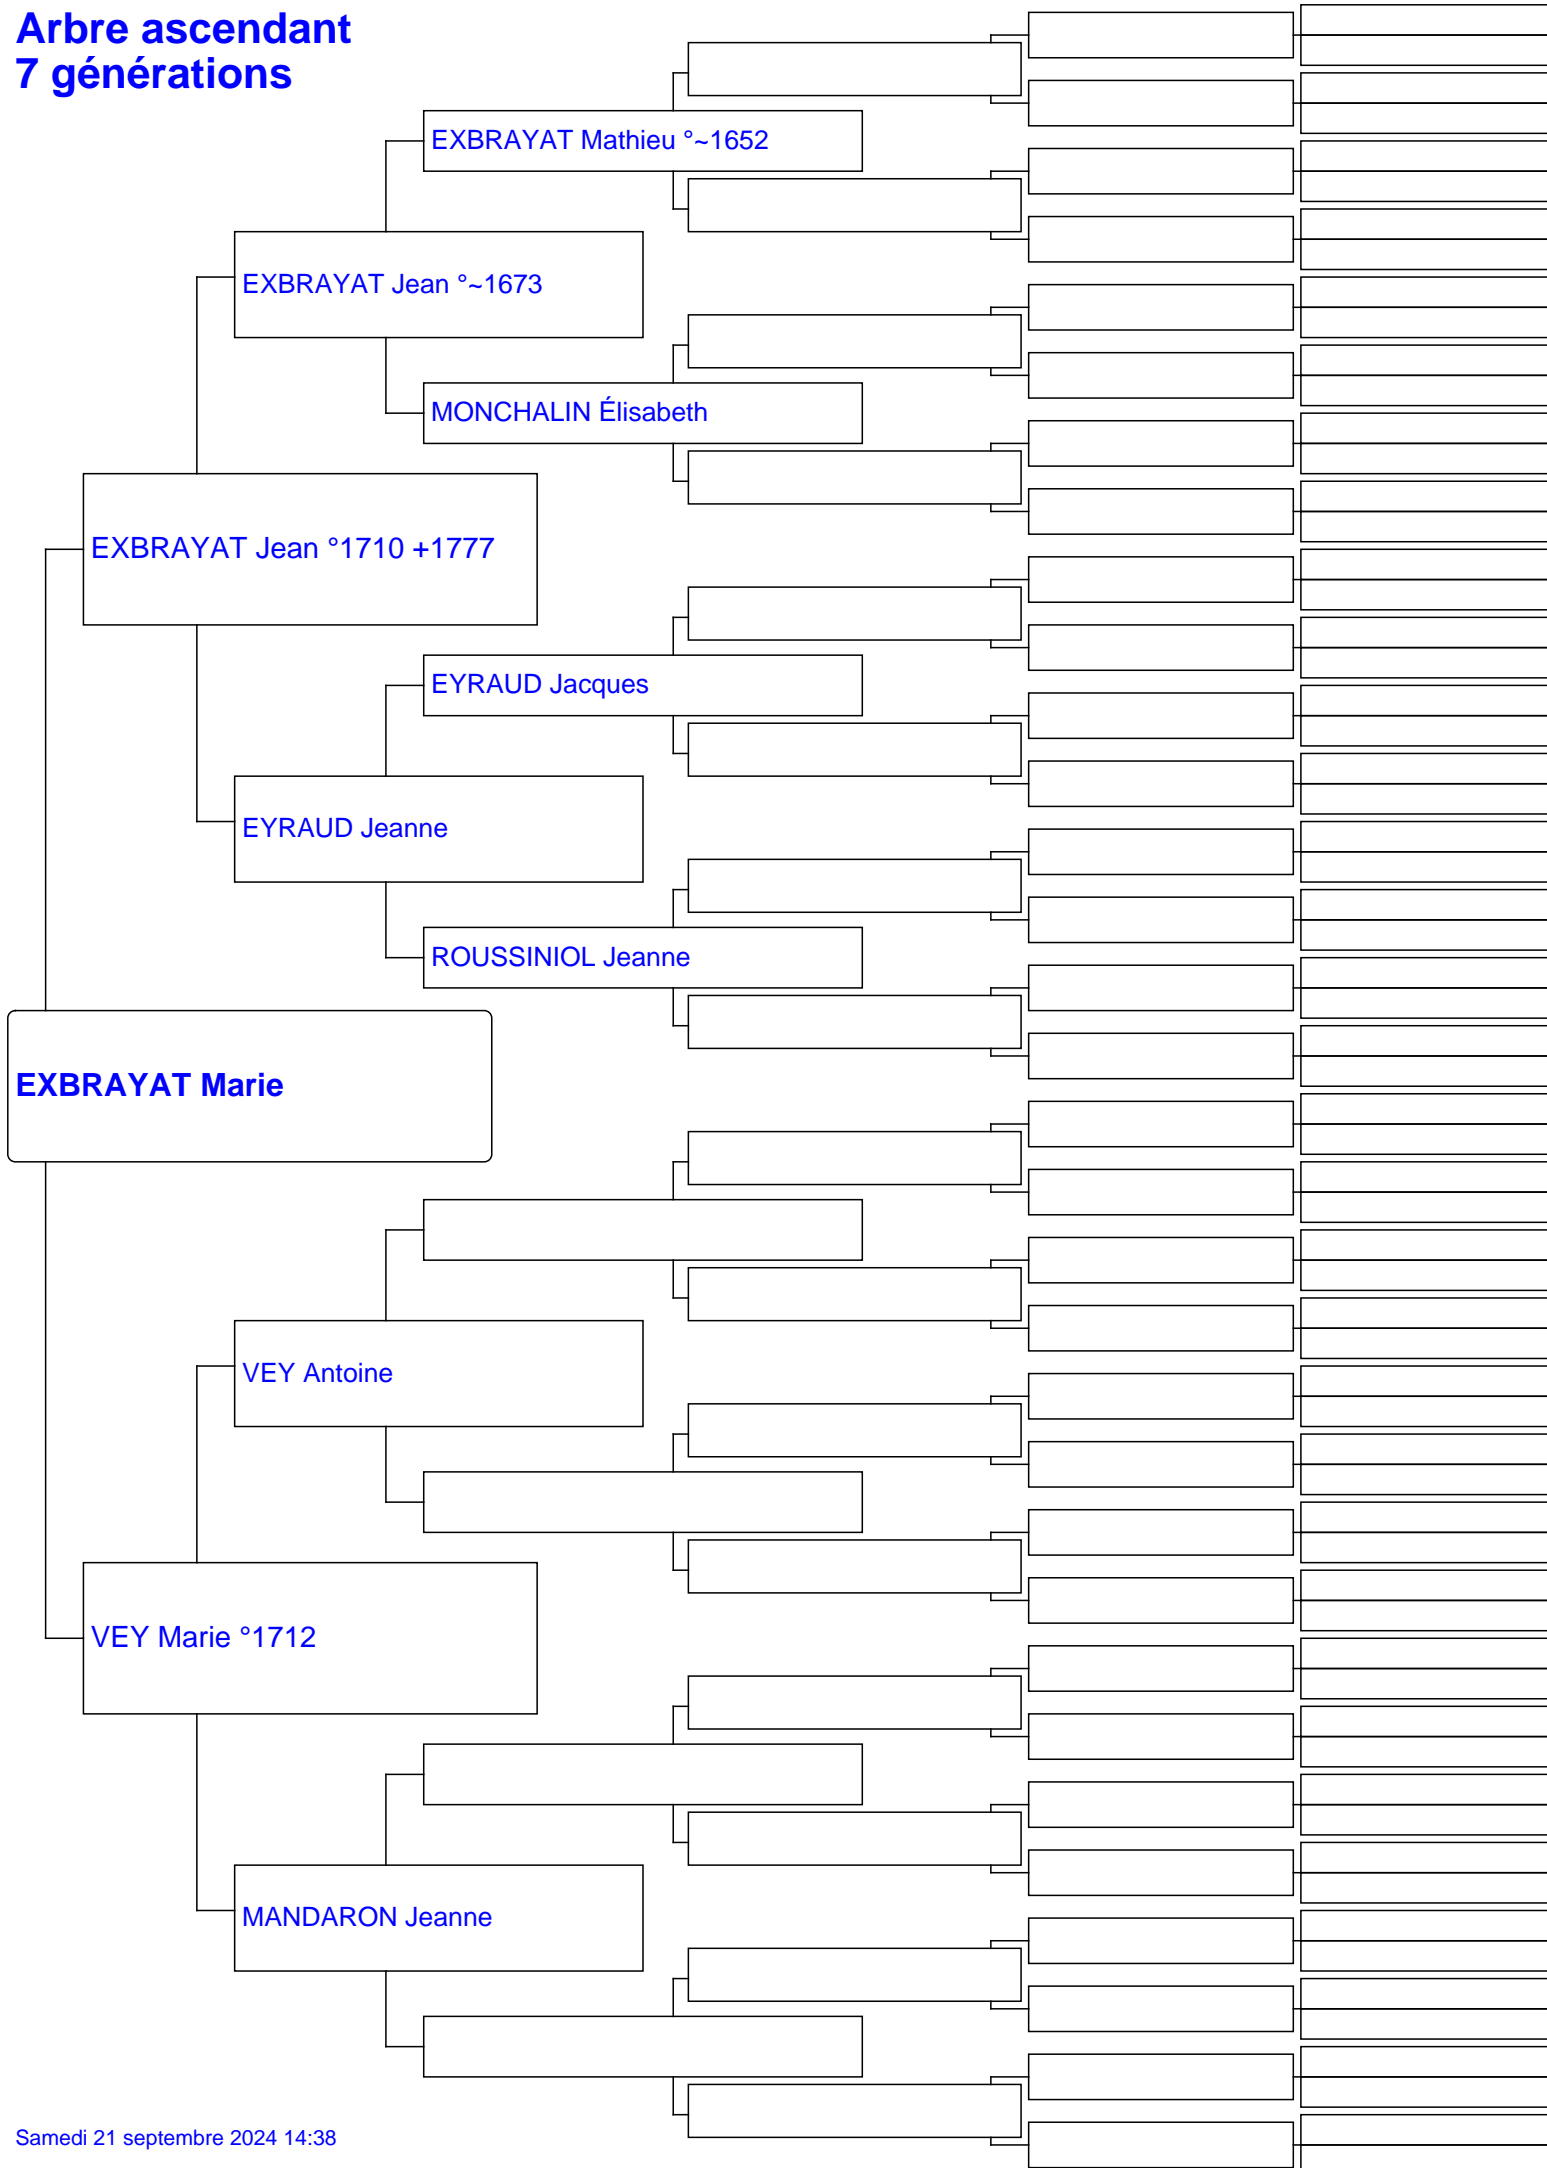 Arbre ascendant
7 générations
EXBRAYAT Mathieu °~1652
EXBRAYAT Jean °~1673
MONCHALIN Élisabeth
EXBRAYAT Jean °1710 +1777
EYRAUD Jacques
EYRAUD Jeanne
ROUSSINIOL Jeanne
EXBRAYAT Marie
VEY Antoine
VEY Marie °1712
MANDARON Jeanne
Samedi 21 septembre 2024 14:38